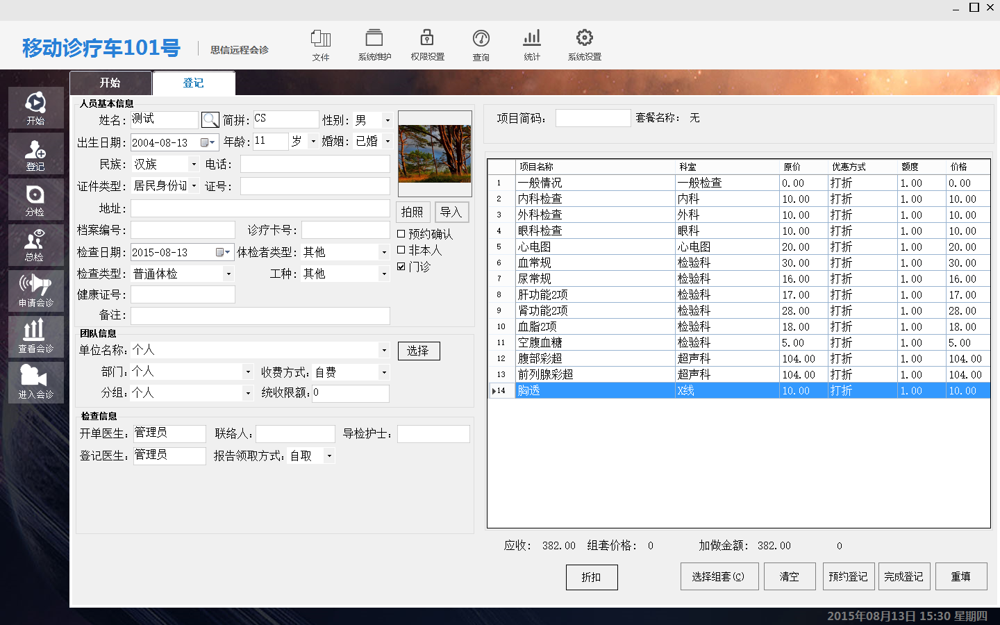 移动诊疗车101号
思信远程会诊
文件 系统维护 权限设置 查询 统计 系统设置
开始
登记
分检
总检
申请会诊
查看会诊
进入会诊
开始 登记
人员基本信息
姓名: 测试 简拼: CS 性别: 男
出生日期: 2004-08-13 年龄: 11 岁 婚姻: 已婚
民族: 汉族 电话:
证件类型: 居民身份证 证号:
地址:
拍照 导入
档案编号: 诊疗卡号:
预约确认
检查日期: 2015-08-13 体检者类型: 其他
非本人
门诊
检查类型: 普通体检 工种: 其他
健康证号:
备注:
团队信息
单位名称: 个人 选择
部门: 个人 收费方式: 自费
分组: 个人 统收限额: 0
检查信息
开单医生: 管理员 联络人: 导检护士:
登记医生: 管理员 报告领取方式: 自取
项目简码: 套餐名称: 无
项目名称 科室 原价 优惠方式 额度 价格
1 一般情况 一般检查 0.00 打折 1.00 0.00
2 内科检查 内科 10.00 打折 1.00 10.00
3 外科检查 外科 10.00 打折 1.00 10.00
4 眼科检查 眼科 10.00 打折 1.00 10.00
5 心电图 心电图 20.00 打折 1.00 20.00
6 血常规 检验科 30.00 打折 1.00 30.00
7 尿常规 检验科 16.00 打折 1.00 16.00
8 肝功能2项 检验科 17.00 打折 1.00 17.00
9 肾功能2项 检验科 28.00 打折 1.00 28.00
10 血脂2项 检验科 18.00 打折 1.00 18.00
11 空腹血糖 检验科 5.00 打折 1.00 5.00
12 腹部彩超 超声科 104.00 打折 1.00 104.00
13 前列腺彩超 超声科 104.00 打折 1.00 104.00
14 胸透 X线 10.00 打折 1.00 10.00
应收: 382.00 组套价格: 0 加做金额: 382.00 0
折扣 选择组套(C) 清空 预约登记 完成登记 重填
2015年08月13日 15:30 星期四